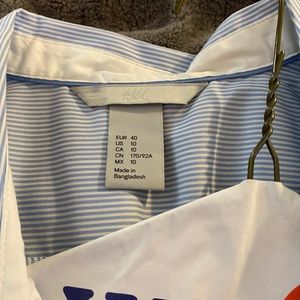 H&M
EUR 40
US 10
CA 10
CN 170/92A
MX 10
Made in
Bangladesh